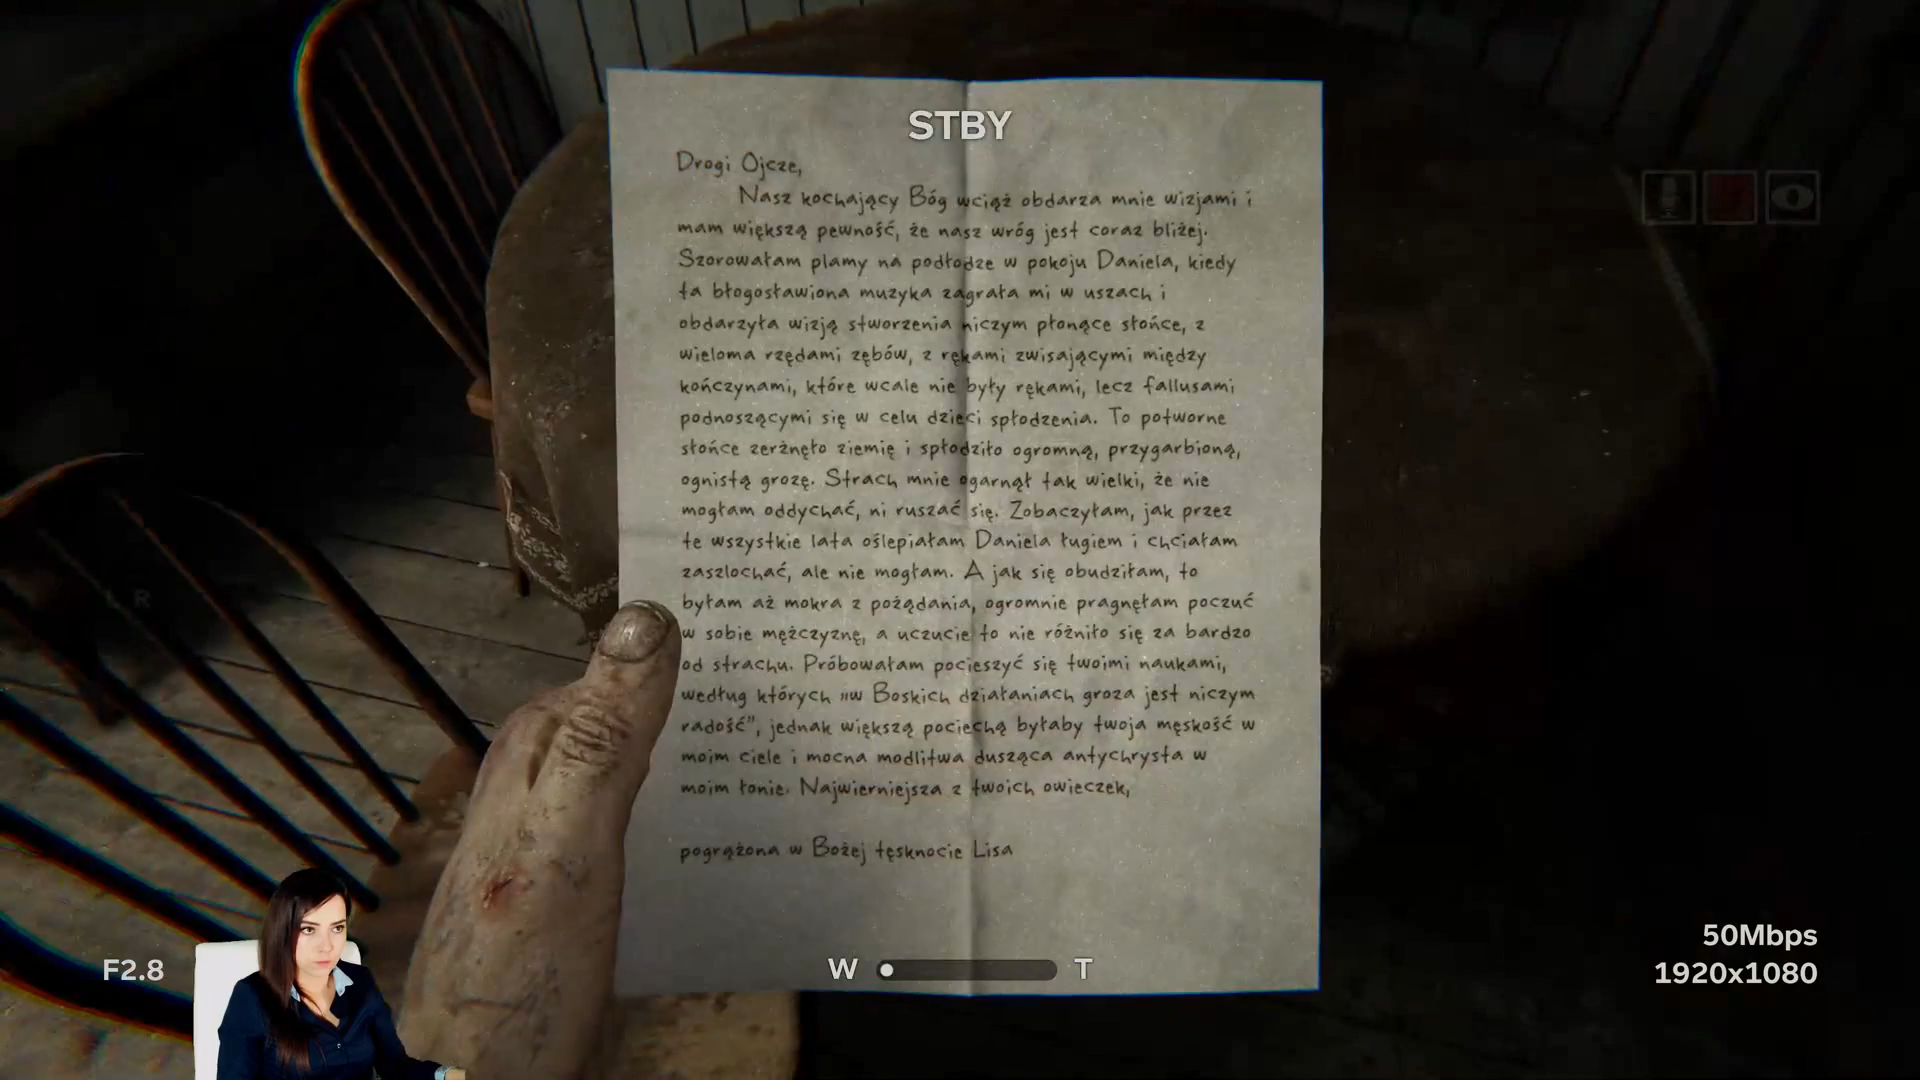 STBY
Drogi Ojcze,
Nasz kochający Bóg wciąż obdarza mnie wizjami i
mam większą pewność, że nasz wróg jest coraz bliżej.
Szorowałam plamy na podłodze w pokoju Daniela, kiedy
ta błogosławiona muzyka zagrała mi w uszach i
obdarzyła wizją stworzenia niczym płonące słońce, z
wieloma rzędami zębów, z rękami zwisającymi między
kończynami, które wcale nie były rękami, lecz fallusami
podnoszącymi się w celu dzieci spłodzenia. To potworne
słońce zerżnęło ziemię i spłodziło ogromną, przygarbioną,
ognistą grozę. Strach mnie ogarnął tak wielki, że nie
mogłam oddychać, ni ruszać się. Zobaczyłam, jak przez
te wszystkie lata oślepiałam Daniela ługiem i chciałam
zaszlochać, ale nie mogłam. A jak się obudziłam, to
byłam aż mokra z pożądania, ogromnie pragnęłam poczuć
w sobie mężczyznę, a uczucie to nie różniło się za bardzo
od strachu. Próbowałam pocieszyć się twoimi naukami,
według których „w Boskich działaniach groza jest niczym
radość”, jednak większą pociechą byłaby twoja męskość w
moim ciele i mocna modlitwa dusząca antychrysta w
moim łonie. Najwierniejsza z twoich owieczek,
pogrążona w Bożej tęsknocie Lisa
L R
F2.8
W T
50Mbps
1920x1080